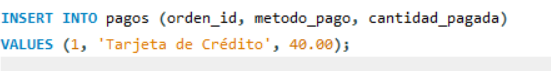 INSERT INTO pagos (orden_id, metodo_pago, cantidad_pagada)
VALUES (1, 'Tarjeta de Crédito', 40.00);